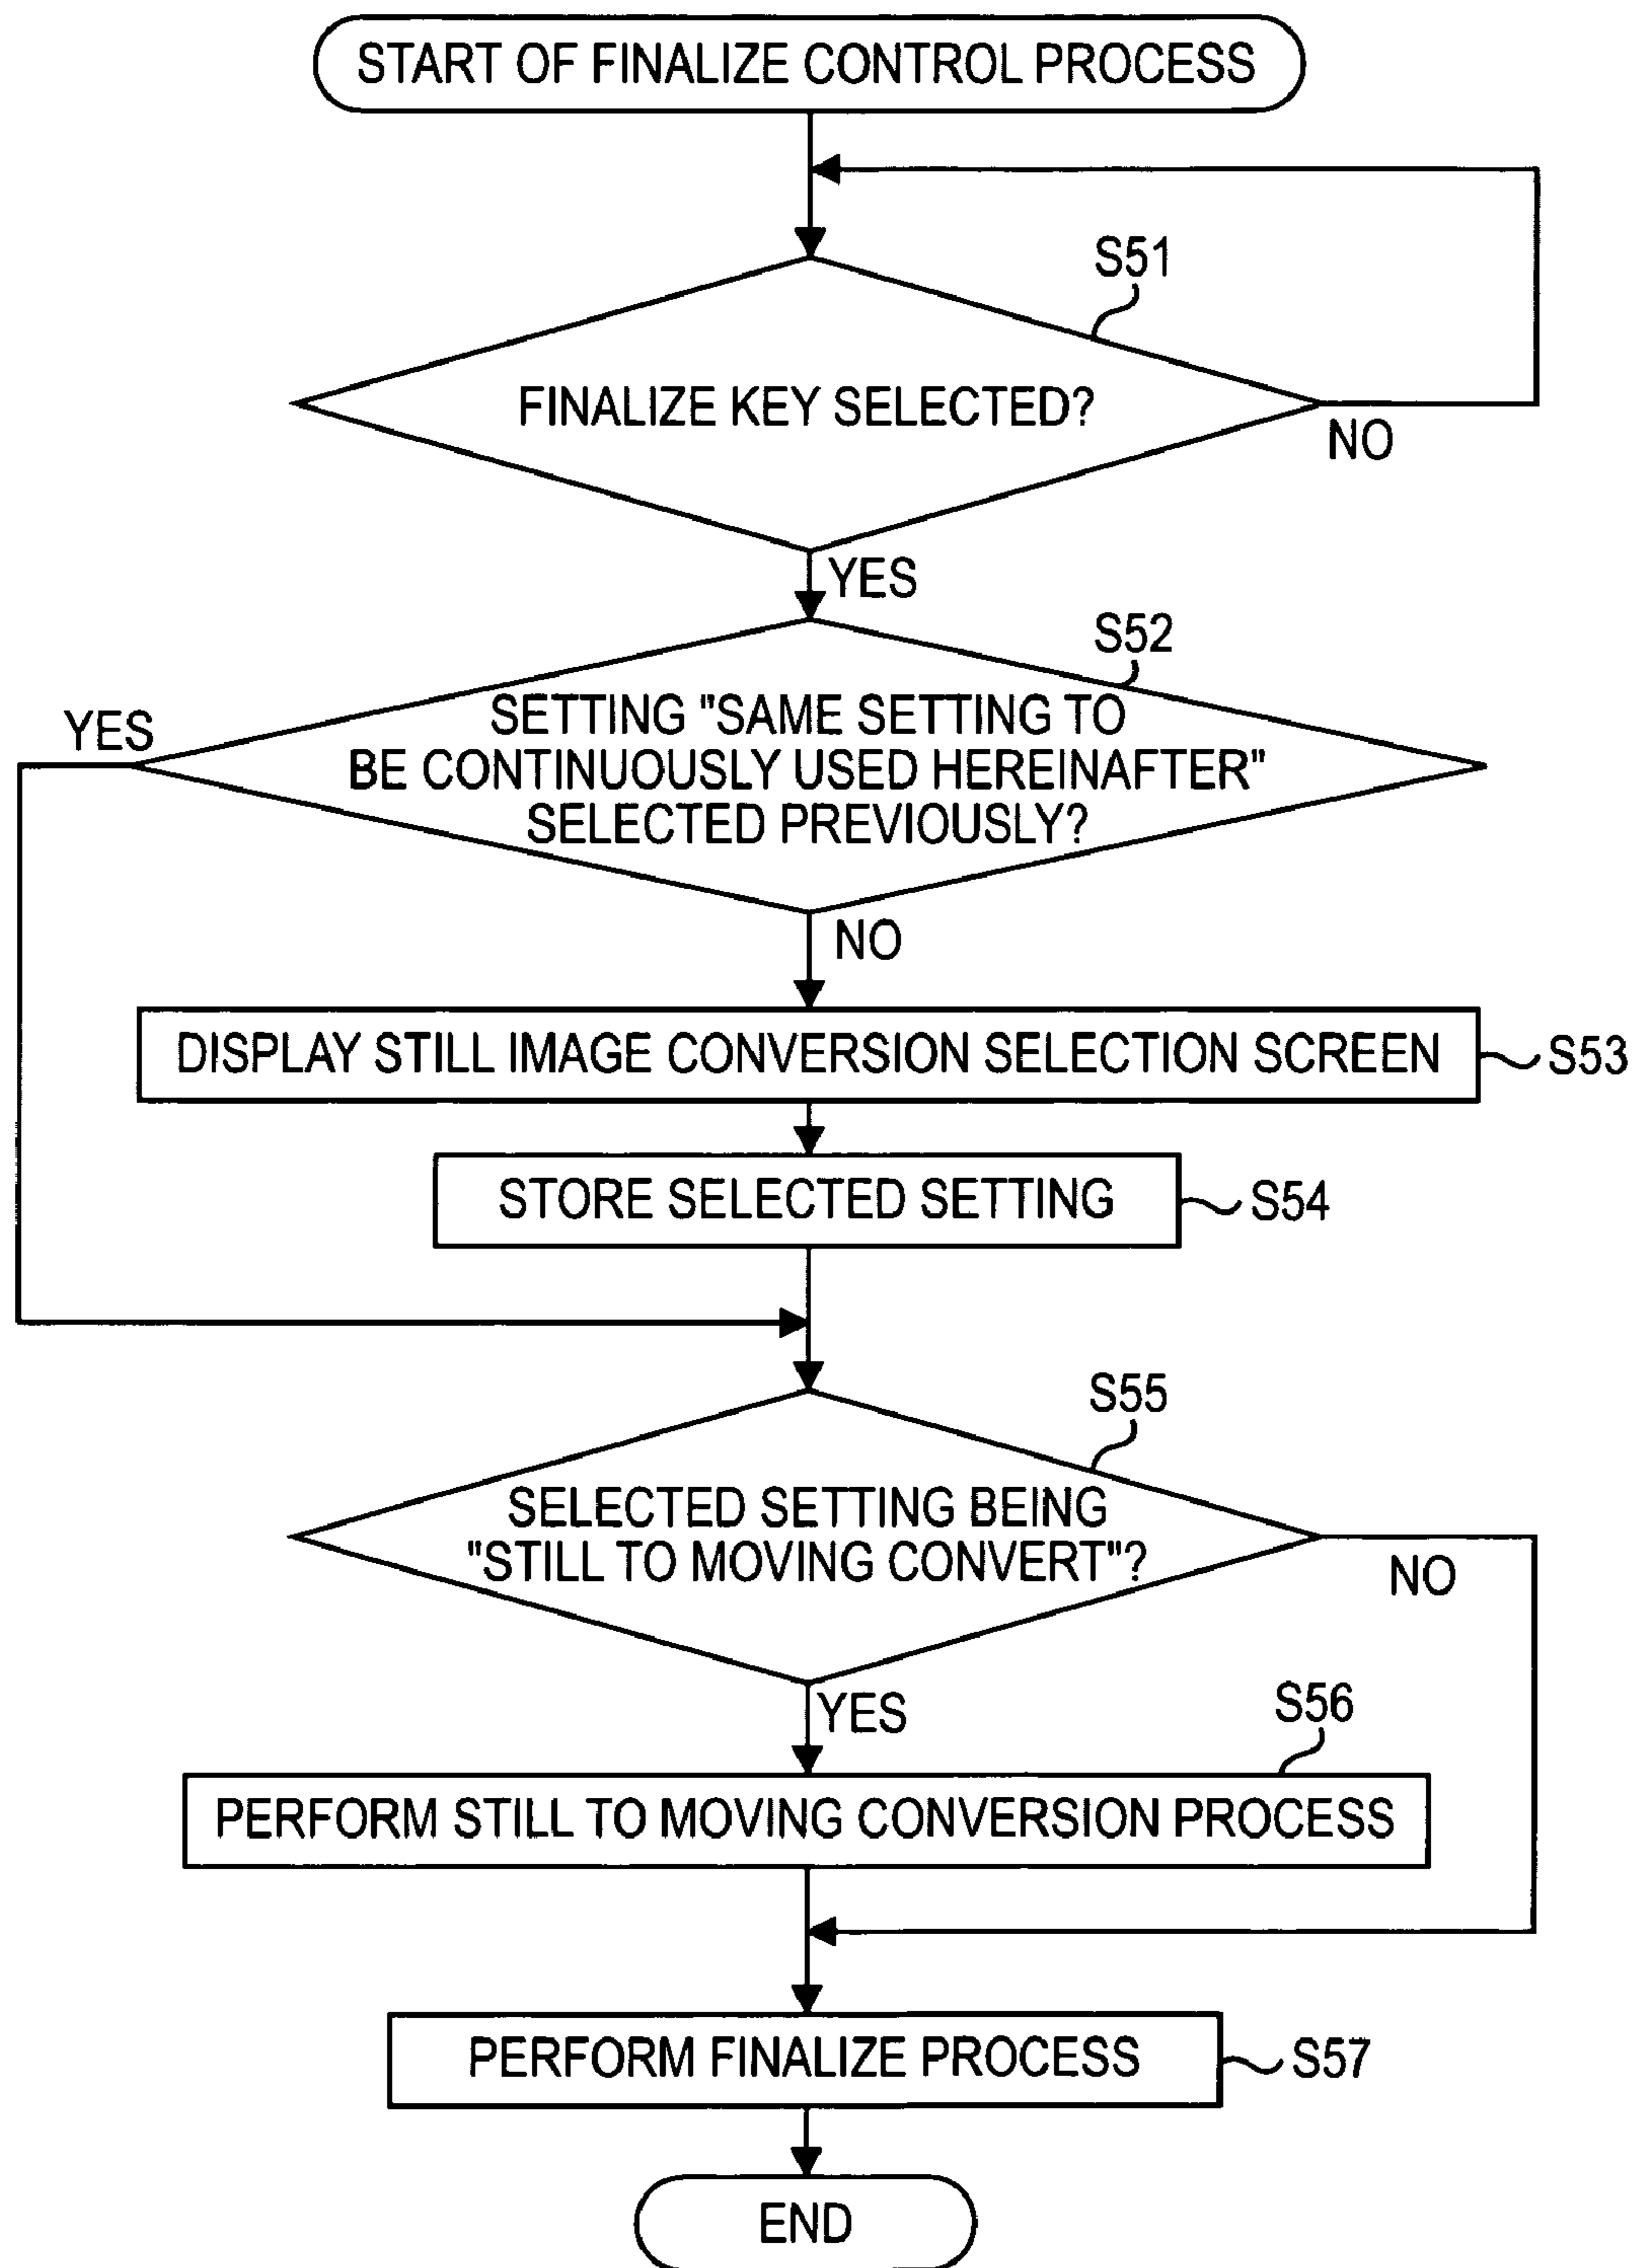 START OF FINALIZE CONTROL PROCESS
S51
FINALIZE KEY SELECTED?
NO
YES
S52
SETTING "SAME SETTING TO
BE CONTINUOUSLY USED HEREINAFTER"
SELECTED PREVIOUSLY?
YES
NO
DISPLAY STILL IMAGE CONVERSION SELECTION SCREEN
S53
STORE SELECTED SETTING
S54
S55
SELECTED SETTING BEING
"STILL TO MOVING CONVERT"?
NO
YES
S56
PERFORM STILL TO MOVING CONVERSION PROCESS
PERFORM FINALIZE PROCESS
S57
END